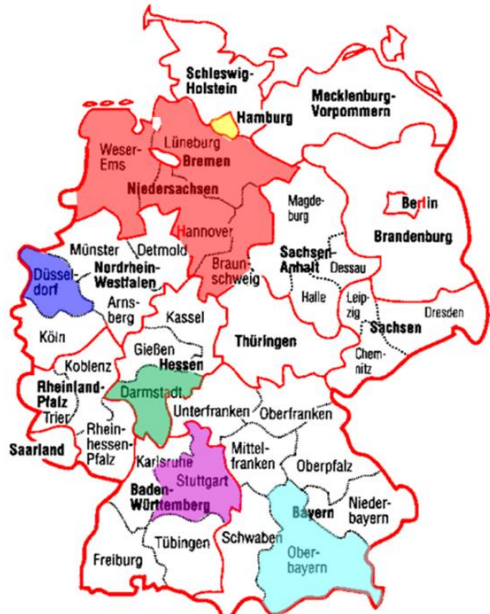 Schleswig-
Holstein
Hamburg
Mecklenburg-
Vorpommern
Weser-
Ems
Lüneburg
Bremen
Niedersachsen
Hannover
Braun-
schweig
Magde-
burg
Berlin
Brandenburg
Sachsen-
Anhalt
Dessau
Halle
Münster
Detmold
Nordrhein-
Westfalen
Düssel-
dorf
Arns-
berg
Köln
Kassel
Thüringen
Leip-
zig
Dresden
Sachsen
Chem-
nitz
Gießen
Hessen
Koblenz
Rheinland-
Pfalz
Trier
Darmstadt
Rhein-
hessen-
Pfalz
Saarland
Unterfranken
Oberfranken
Mittel-
franken
Oberpfalz
Karlsruhe
Stuttgart
Baden-
Württemberg
Bayern
Nieder-
bayern
Freiburg
Tübingen
Schwaben
Ober-
bayern